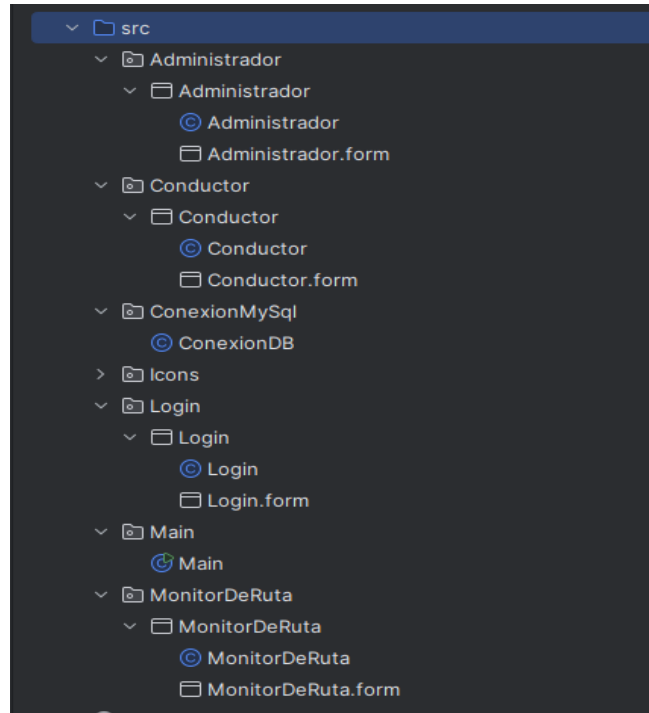 src
Administrador
Administrador
Administrador
Administrador.form
Conductor
Conductor
Conductor
Conductor.form
ConexionMySql
ConexionDB
Icons
Login
Login
Login
Login.form
Main
Main
MonitorDeRuta
MonitorDeRuta
MonitorDeRuta
MonitorDeRuta.form